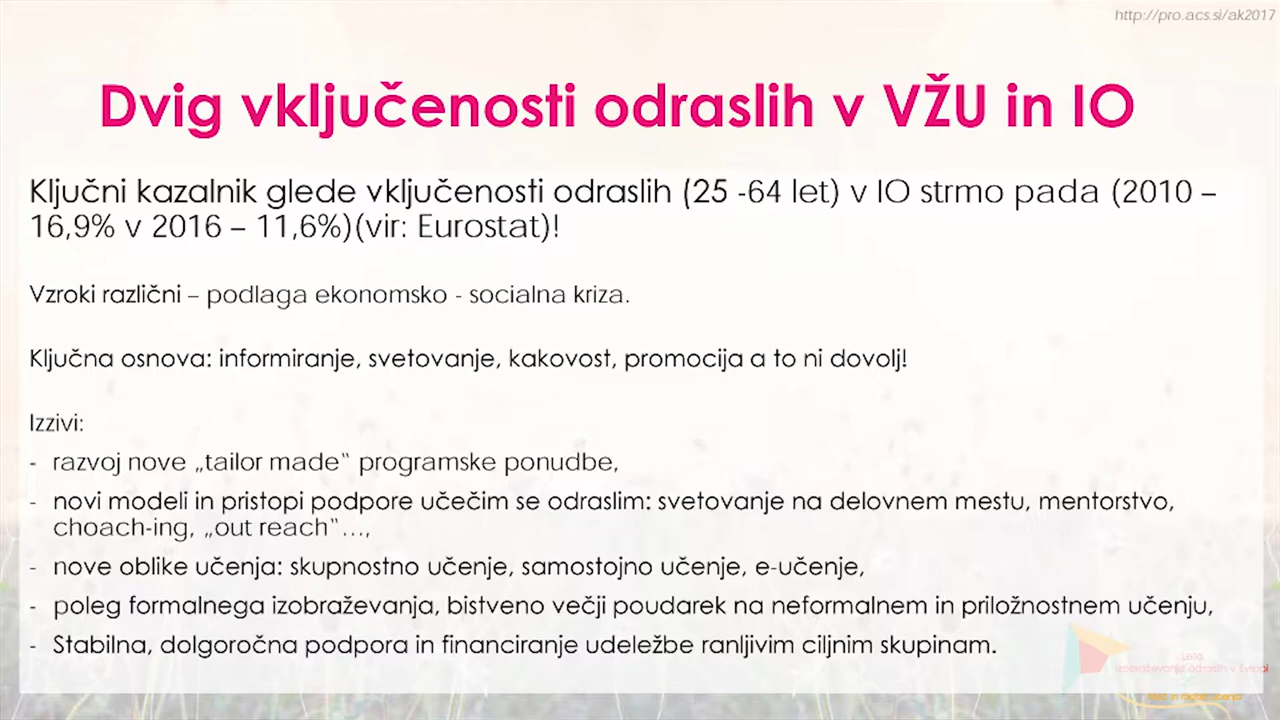 http://pro.acs.si/ak2017
Dvig vključenosti odraslih v VŽU in IO
Ključni kazalnik glede vključenosti odraslih (25 -64 let) v IO strmo pada (2010 –
16,9% v 2016 – 11,6%)(vir: Eurostat)!
Vzroki različni – podlaga ekonomsko - socialna kriza.
Ključna osnova: informiranje, svetovanje, kakovost, promocija a to ni dovolj!
Izzivi:
- razvoj nove „tailor made‟ programske ponudbe,
- novi modeli in pristopi podpore učečim se odraslim: svetovanje na delovnem mestu, mentorstvo,
choach-ing, „out reach‟…,
- nove oblike učenja: skupnostno učenje, samostojno učenje, e-učenje,
- poleg formalnega izobraževanja, bistveno večji poudarek na neformalnem in priložnostnem učenju,
- Stabilna, dolgoročna podpora in financiranje udeležbe ranljivim ciljnim skupinam.
Leta
izobraževanja odraslih v Evropi